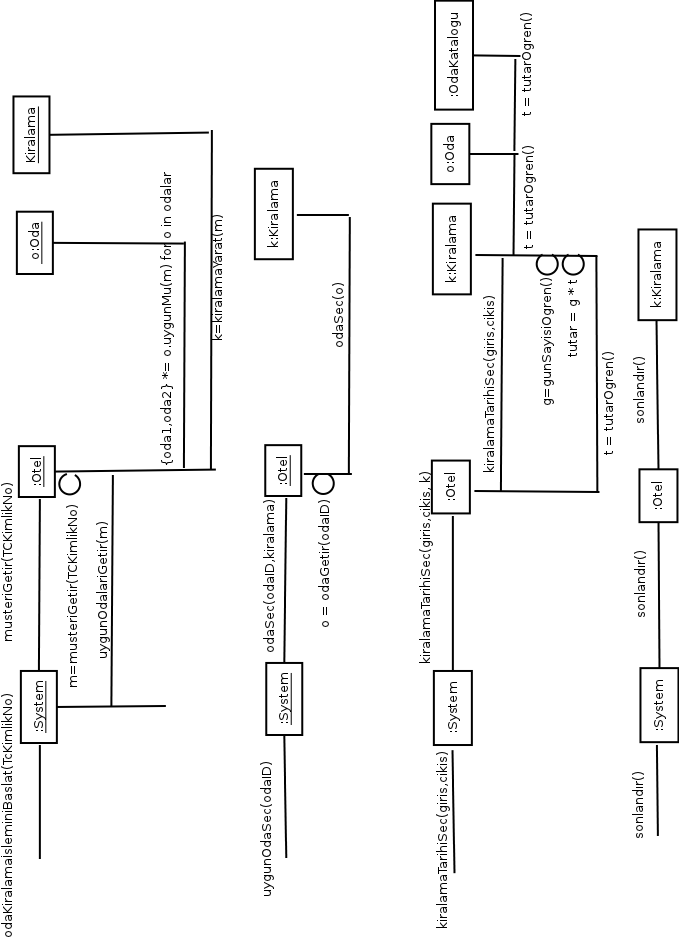 odaKiralamaisleminiBaslat(TcKimlikNo)
:System
musteriGetir(TCKimlikNo)
m=musteriGetir(TCKimlikNo)
uygunOdalariGetir(m)
:Otel
{oda1,oda2} *= o.uygunMu(m) for o in odalar
k=kiralamaYarat(m)
o:Oda
Kiralama
uygunOdaSec(odaID)
:System
odaSec(odaID,kiralama)
:Otel
o = odaGetir(odaID)
odaSec(o)
k:Kiralama
kiralamaTarihiSec(giris,cikis)
:System
kiralamaTarihiSec(giris,cikis, k)
:Otel
kiralamaTarihiSec(giris,cikis)
g=gunSayisiOgren()
tutar = g * t
t = tutarOgren()
k:Kiralama
t = tutarOgren()
o:Oda
t = tutarOgren()
:OdaKatalogu
sonlandir()
:System
sonlandir()
:Otel
sonlandir()
k:Kiralama